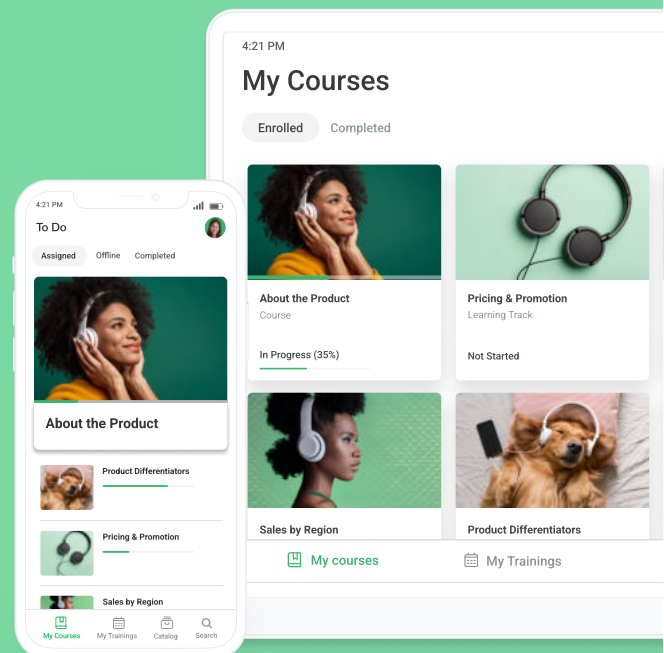 4:21 PM
My Courses
Enrolled
Completed
About the Product
Course
In Progress (35%)
Pricing & Promotion
Learning Track
Not Started
Sales by Region
Product Differentiators
My courses
My Trainings
4:21 PM
To Do
Assigned
Offline
Completed
About the Product
Product Differentiators
Pricing & Promotion
Sales by Region
My Courses
My Trainings
Catalog
Search